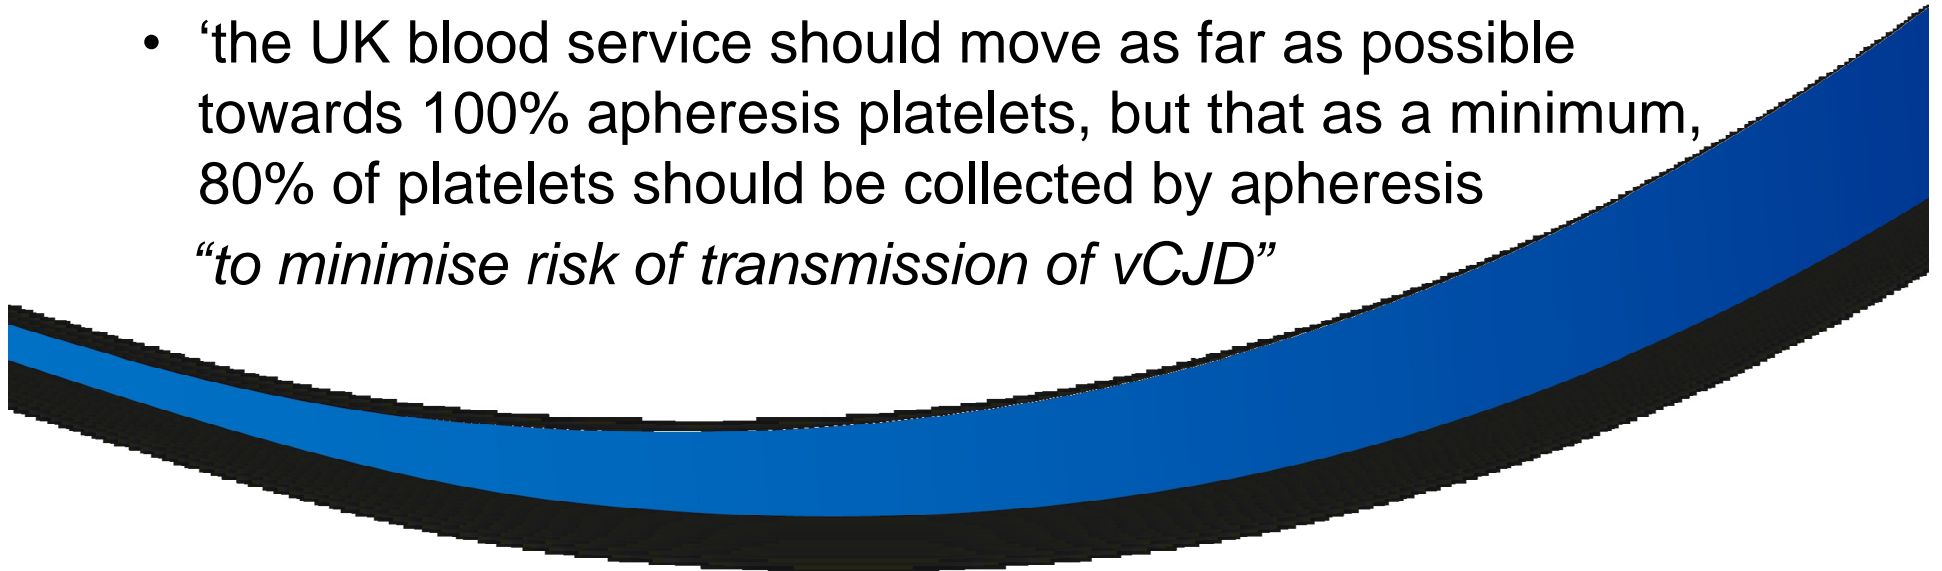 • ‘the UK blood service should move as far as possible
towards 100% apheresis platelets, but that as a minimum,
80% of platelets should be collected by apheresis
“to minimise risk of transmission of vCJD”